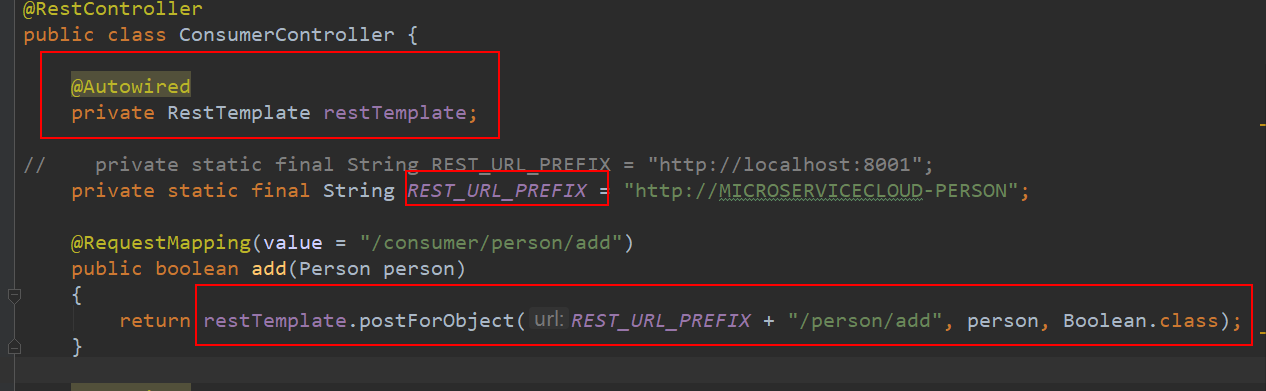 @RestController
public class ConsumerController {
@Autowired
private RestTemplate restTemplate;
//    private static final String REST_URL_PREFIX = "http://localhost:8001";
private static final String REST_URL_PREFIX = "http://MICROSERVICECLOUD-PERSON";
@RequestMapping(value = "/consumer/person/add")
public boolean add(Person person)
{
return restTemplate.postForObject( url: REST_URL_PREFIX + "/person/add", person, Boolean.class);
}